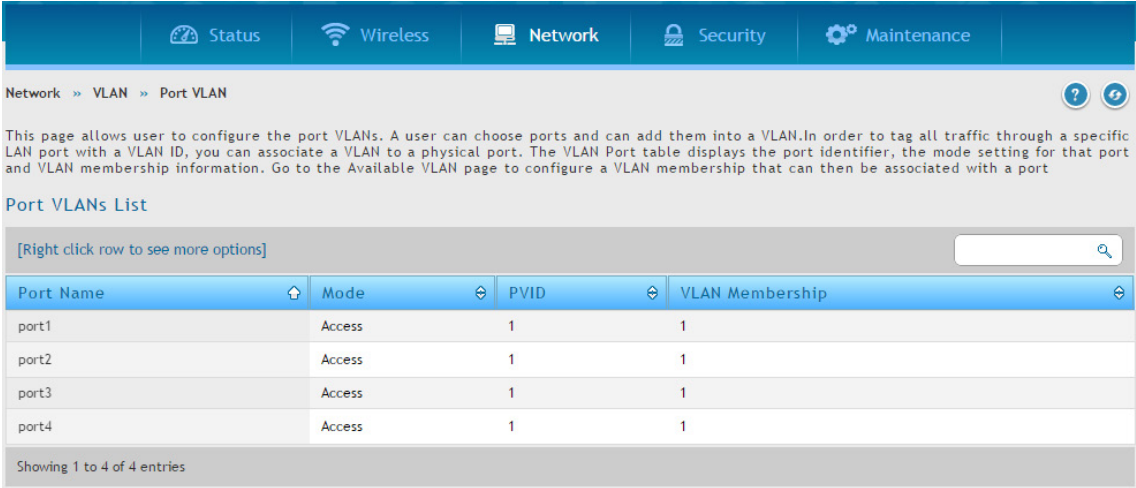 Status Wireless Network Security Maintenance
Network » VLAN » Port VLAN
This page allows user to configure the port VLANs. A user can choose ports and can add them into a VLAN.In order to tag all traffic through a specific
LAN port with a VLAN ID, you can associate a VLAN to a physical port. The VLAN Port table displays the port identifier, the mode setting for that port
and VLAN membership information. Go to the Available VLAN page to configure a VLAN membership that can then be associated with a port
Port VLANs List
[Right click row to see more options]
Port Name Mode PVID VLAN Membership
port1 Access 1 1
port2 Access 1 1
port3 Access 1 1
port4 Access 1 1
Showing 1 to 4 of 4 entries